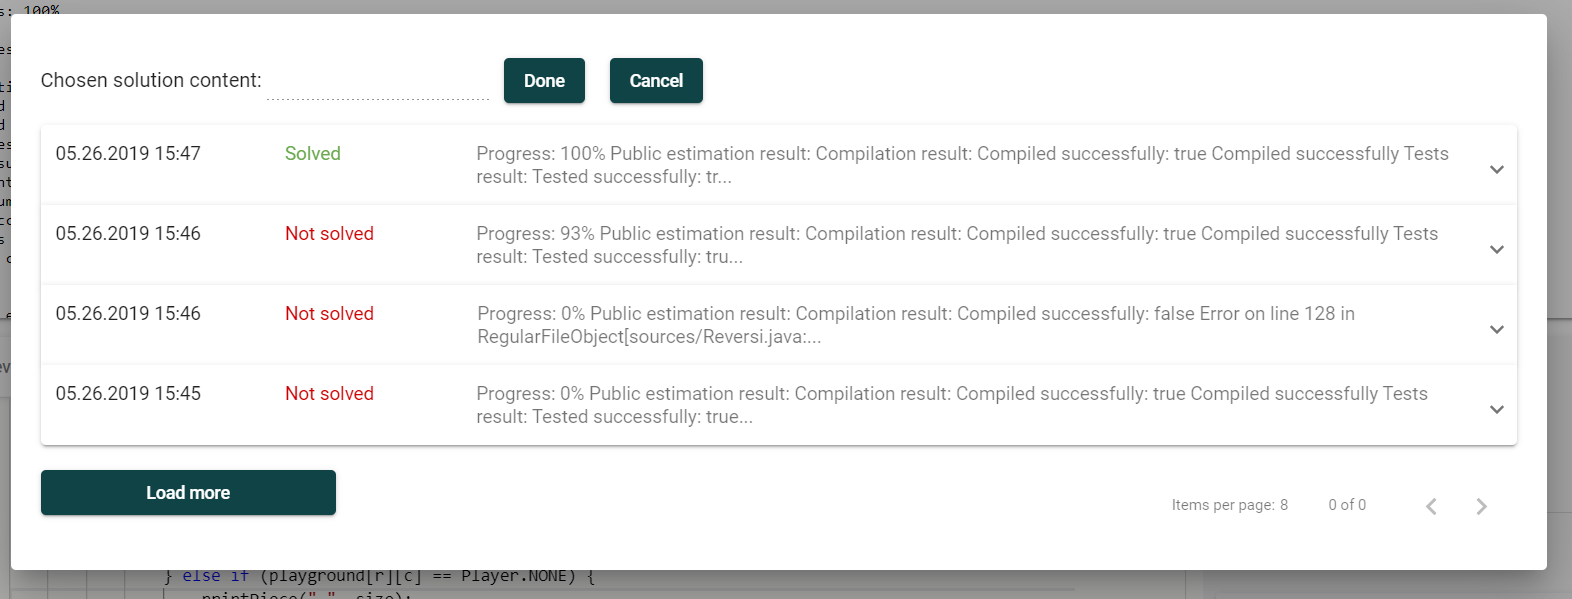 s: 100%
Chosen solution content:
Done
Cancel
05.26.2019 15:47
Solved
Progress: 100% Public estimation result: Compilation result: Compiled successfully: true Compiled successfully Tests
result: Tested successfully: tr...
05.26.2019 15:46
Not solved
Progress: 93% Public estimation result: Compilation result: Compiled successfully: true Compiled successfully Tests
result: Tested successfully: tru...
05.26.2019 15:46
Not solved
Progress: 0% Public estimation result: Compilation result: Compiled successfully: false Error on line 128 in
RegularFileObject[sources/Reversi.java:...
05.26.2019 15:45
Not solved
Progress: 0% Public estimation result: Compilation result: Compiled successfully: true Compiled successfully Tests
result: Tested successfully: true...
Load more
Items per page: 8
0 of 0
} else if (playground[r][c] == Player.NONE) {
printPiece(" ", size);